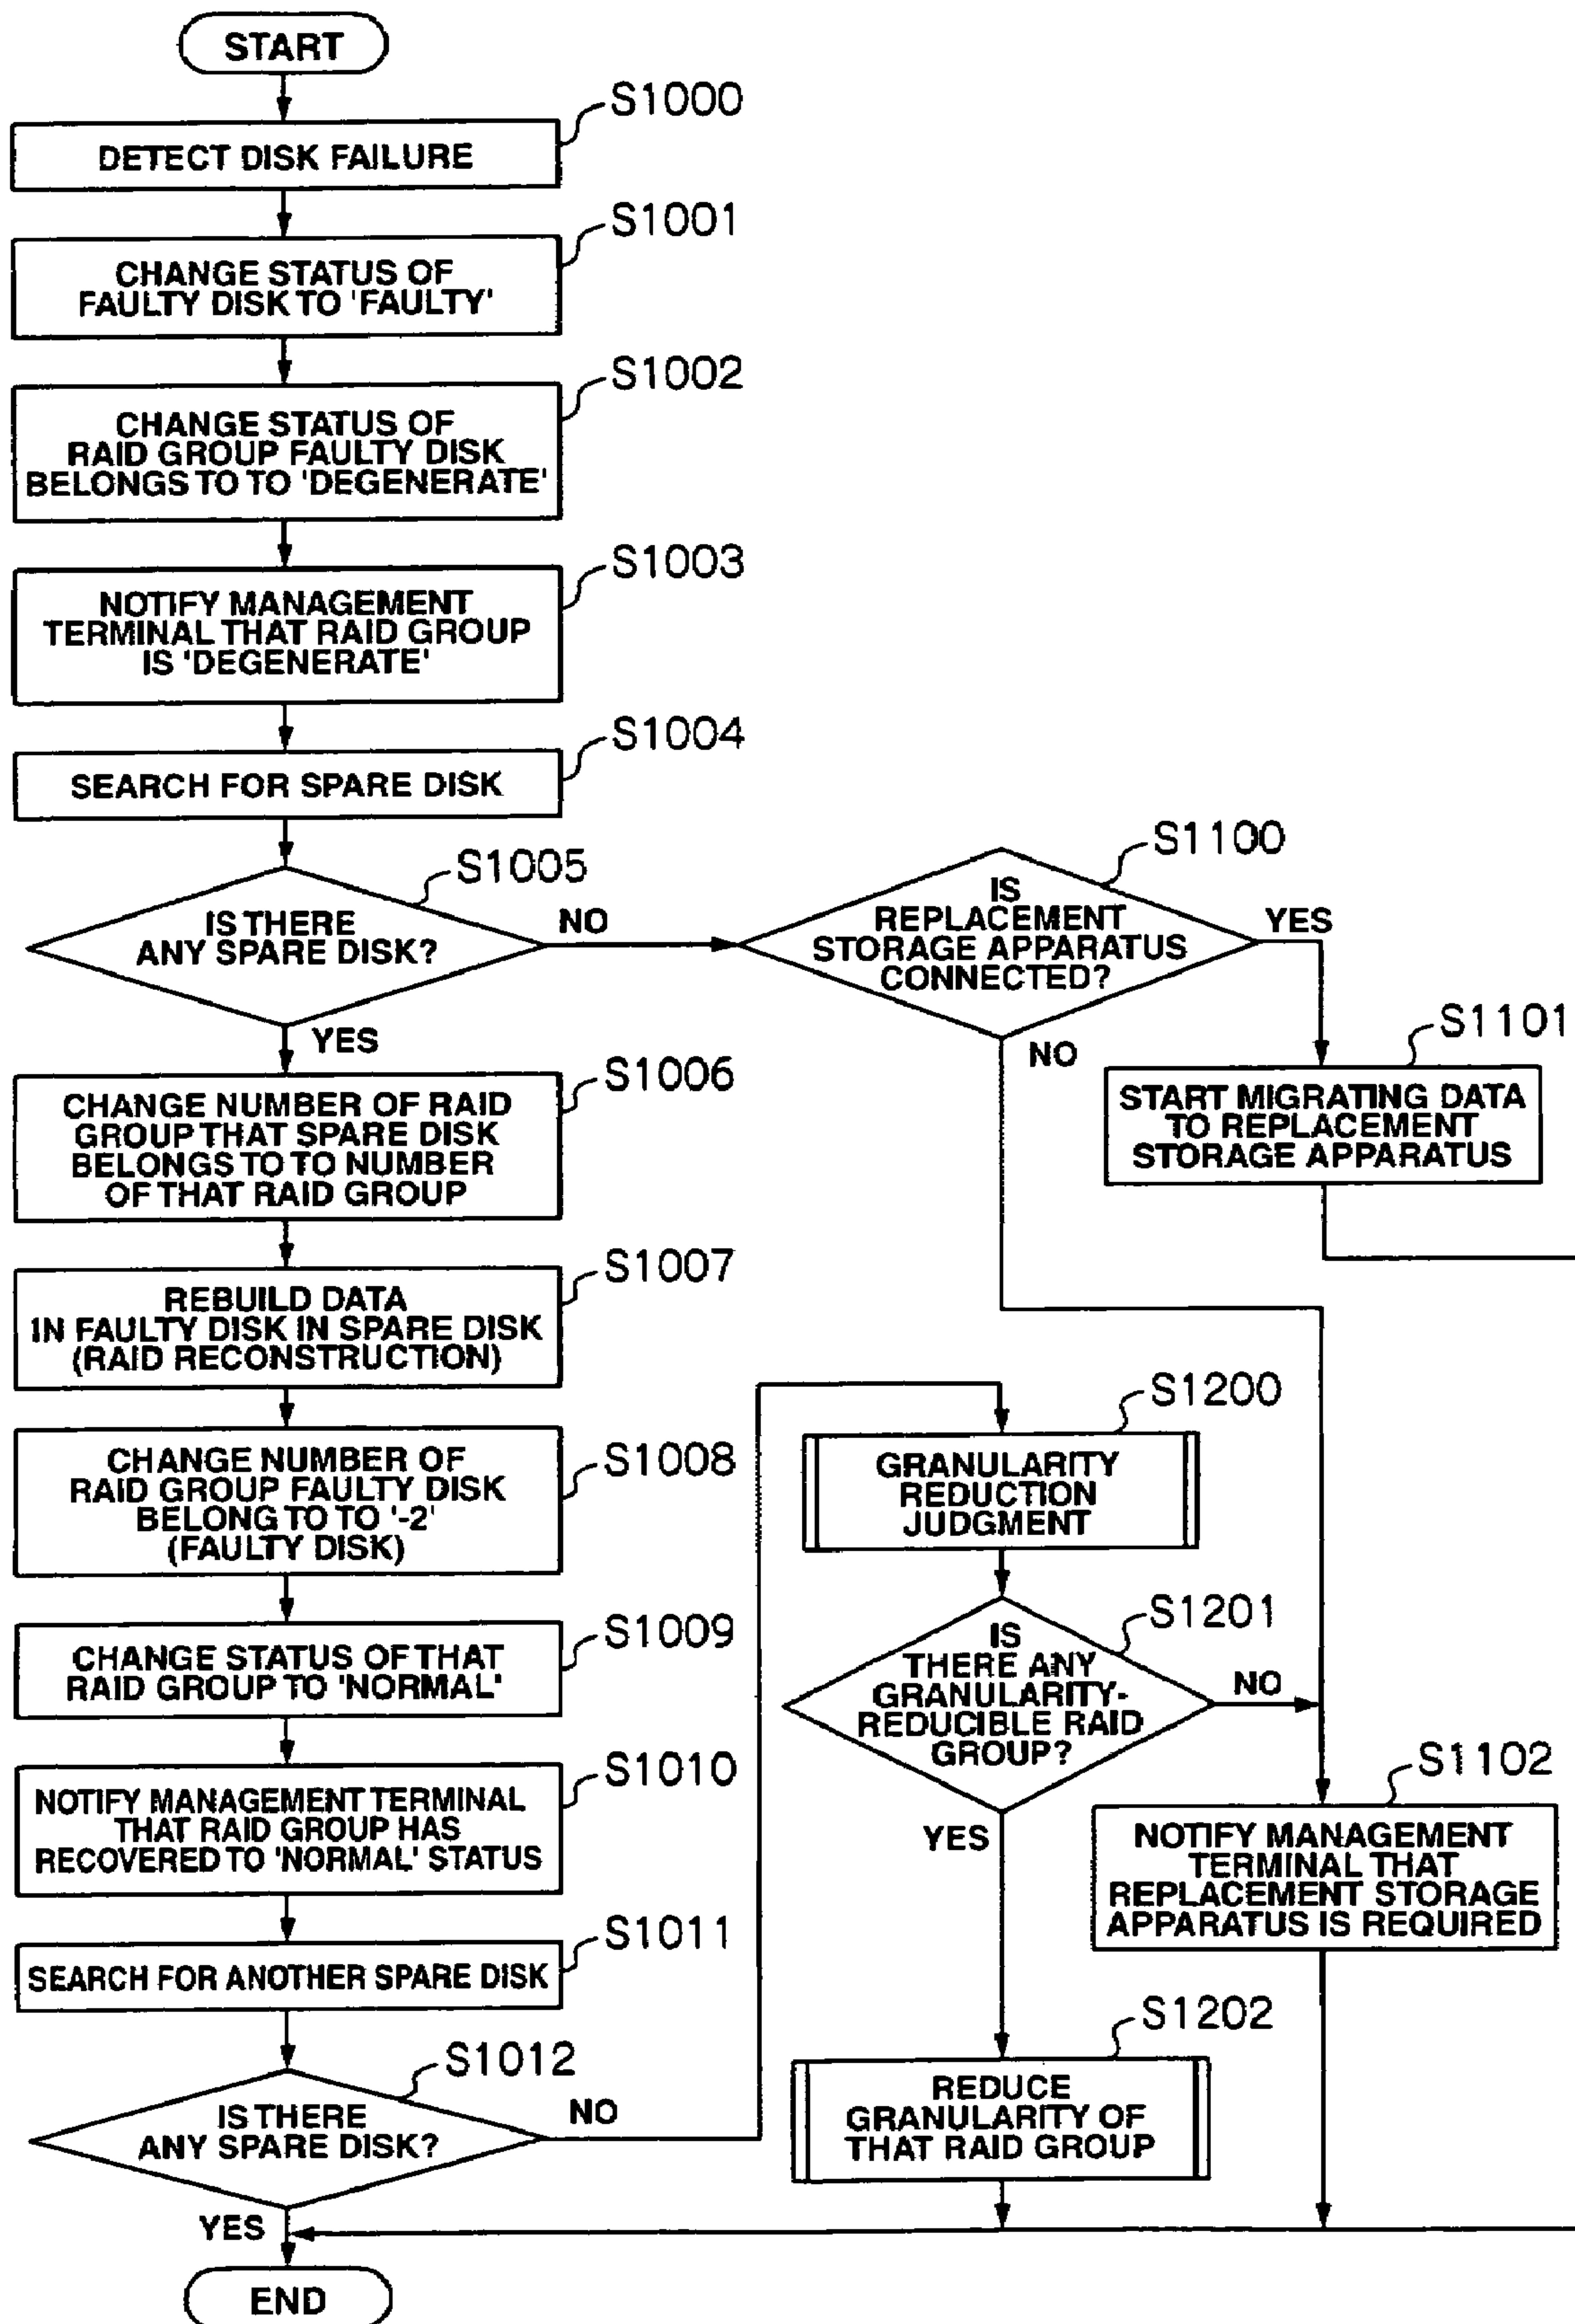 START
S1000
DETECT DISK FAILURE
S1001
CHANGE STATUS OF
FAULTY DISK TO 'FAULTY'
S1002
CHANGE STATUS OF
RAID GROUP FAULTY DISK
BELONGS TO TO 'DEGENERATE'
S1003
NOTIFY MANAGEMENT
TERMINAL THAT RAID GROUP
IS 'DEGENERATE'
S1004
SEARCH FOR SPARE DISK
S1005
IS THERE
ANY SPARE DISK?
NO
YES
S1100
IS
REPLACEMENT
STORAGE APPARATUS
CONNECTED?
YES
NO
S1101
START MIGRATING DATA
TO REPLACEMENT
STORAGE APPARATUS
S1006
CHANGE NUMBER OF RAID
GROUP THAT SPARE DISK
BELONGS TO TO NUMBER
OF THAT RAID GROUP
S1007
REBUILD DATA
IN FAULTY DISK IN SPARE DISK
(RAID RECONSTRUCTION)
S1008
CHANGE NUMBER OF
RAID GROUP FAULTY DISK
BELONG TO TO '-2'
(FAULTY DISK)
S1009
CHANGE STATUS OF THAT
RAID GROUP TO 'NORMAL'
S1010
NOTIFY MANAGEMENT TERMINAL
THAT RAID GROUP HAS
RECOVERED TO 'NORMAL' STATUS
S1011
SEARCH FOR ANOTHER SPARE DISK
S1012
IS THERE
ANY SPARE DISK?
NO
YES
S1200
GRANULARITY
REDUCTION
JUDGMENT
S1201
IS
THERE ANY
GRANULARITY-
REDUCIBLE RAID
GROUP?
NO
YES
S1102
NOTIFY MANAGEMENT
TERMINAL THAT
REPLACEMENT STORAGE
APPARATUS IS REQUIRED
S1202
REDUCE
GRANULARITY OF
THAT RAID GROUP
END